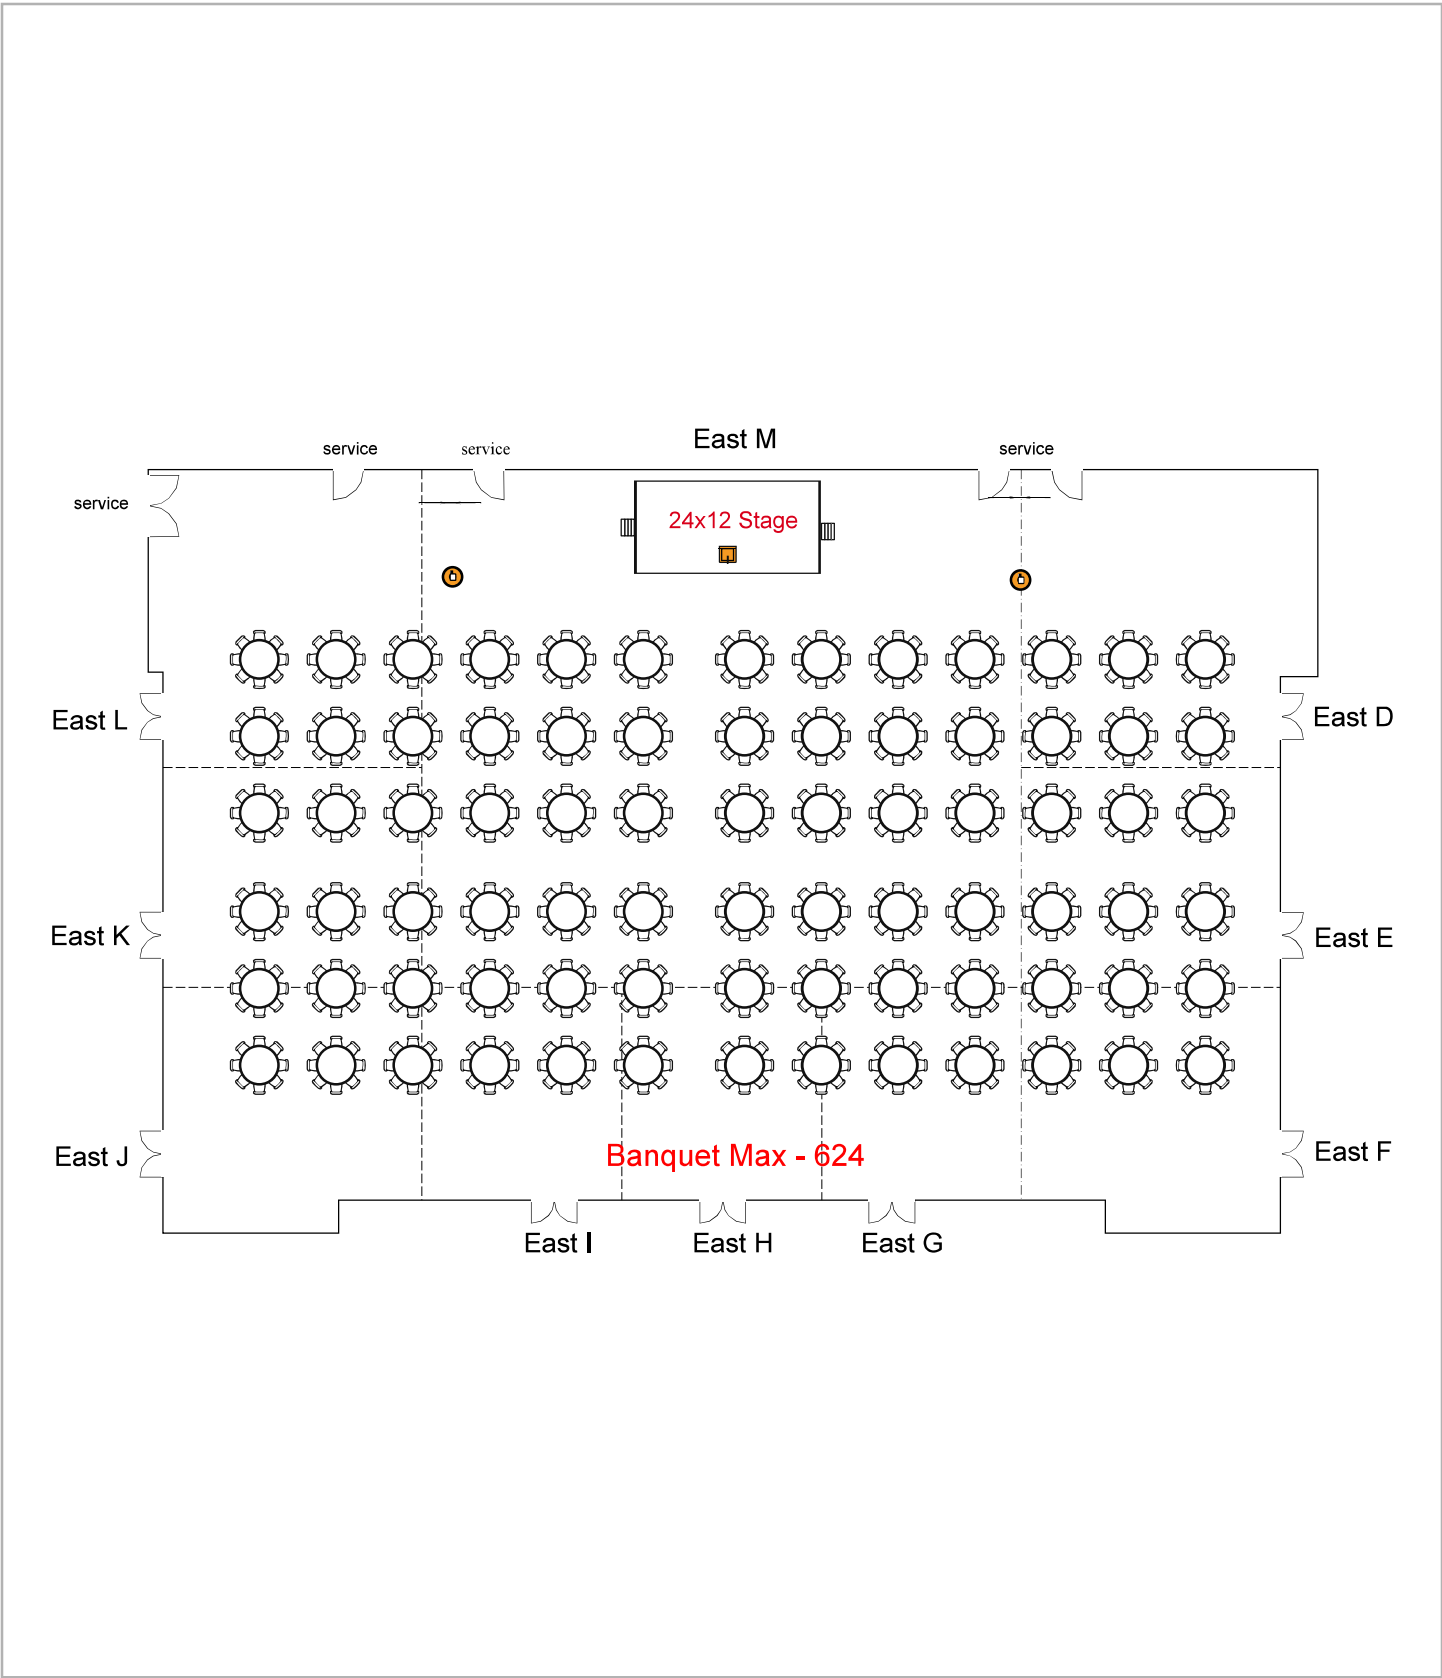 East M
service
service
service
service
24x12 Stage
East L
East D
East K
East E
East J
Banquet Max - 624
East F
East I
East H
East G